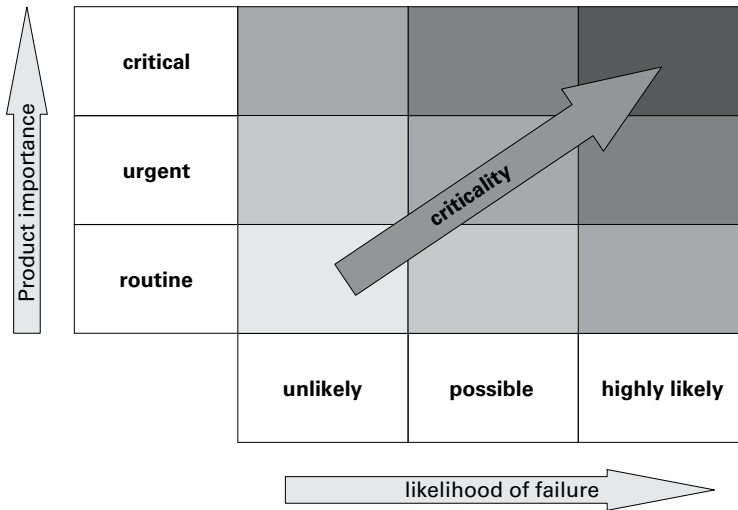 Product importance
critical
urgent
routine
criticality
unlikely
possible
highly likely
likelihood of failure